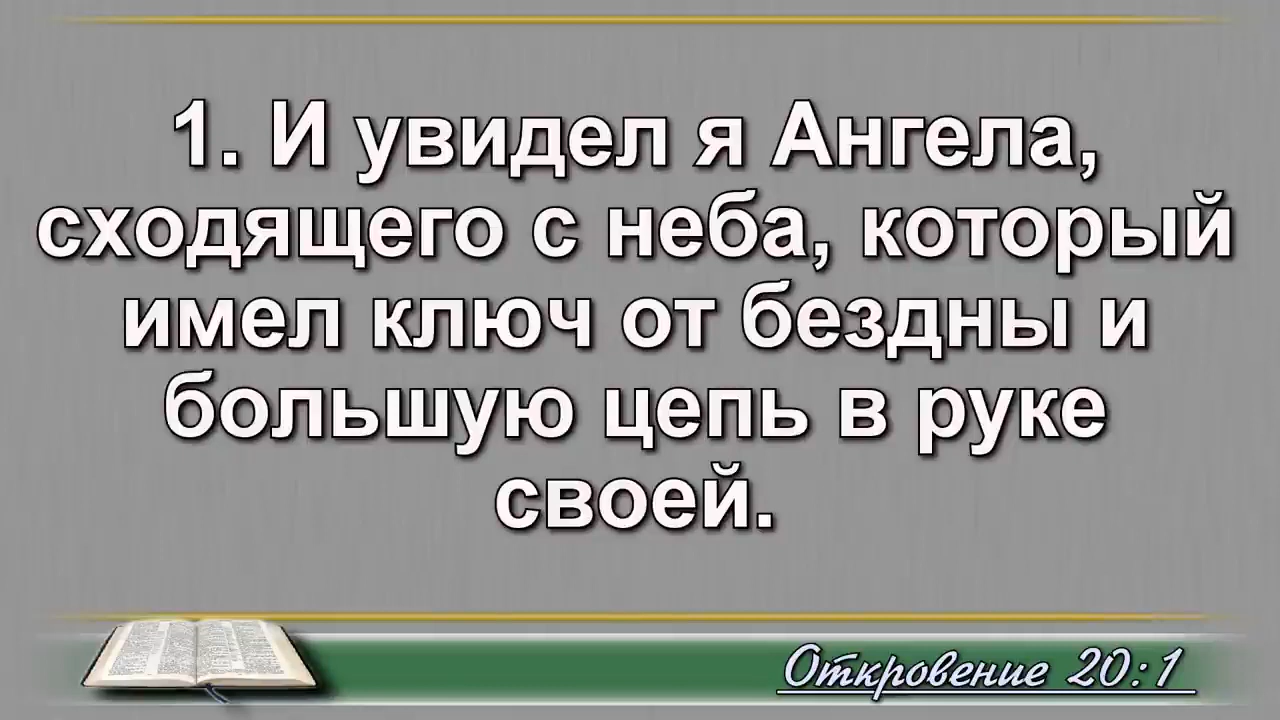 1. И увидел я Ангела,
сходящего с неба, который
имел ключ от бездны и
большую цепь в руке
своей.
Откровение 20:1